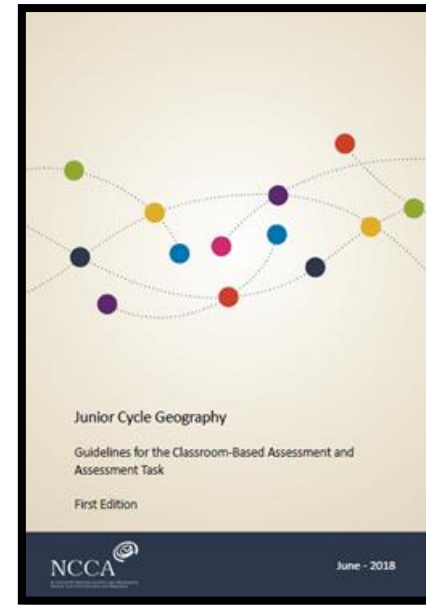 Junior Cycle Geography
Guidelines for the Classroom-Based Assessment and
Assessment Task
First Edition
NCCA
June - 2018